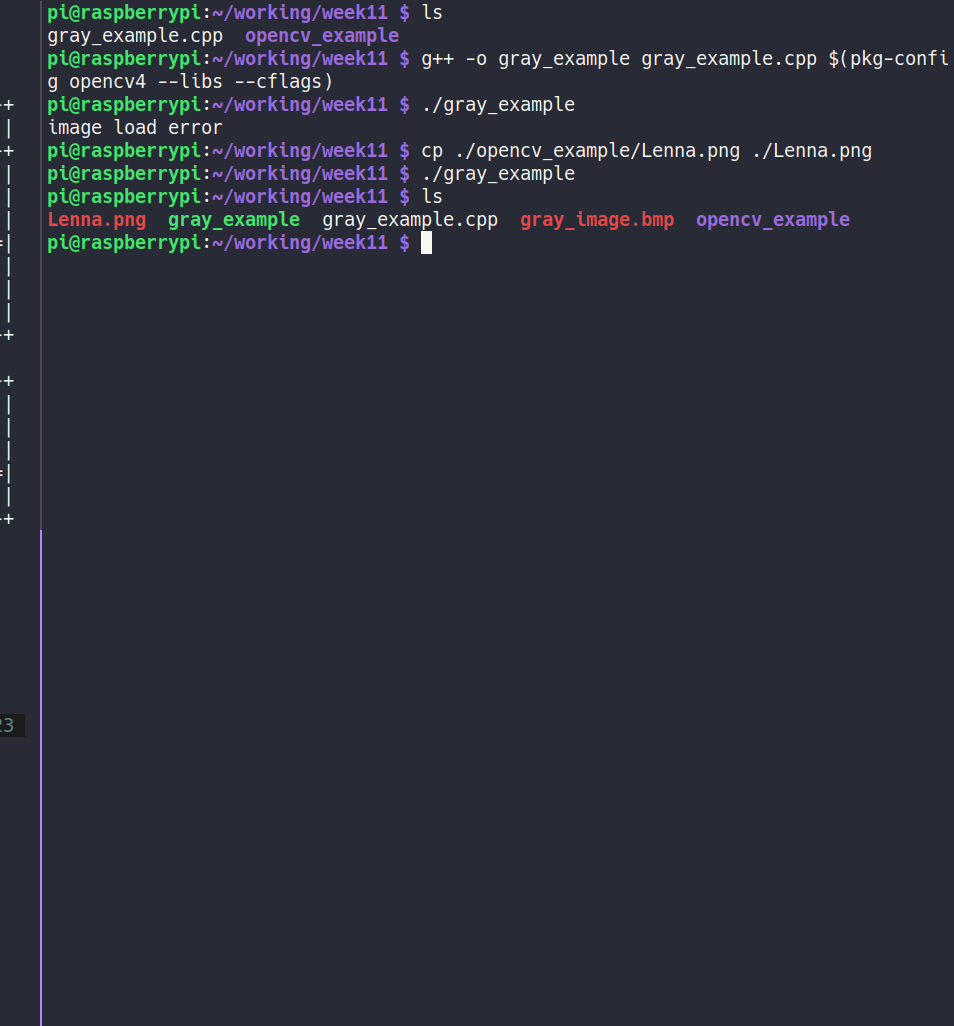 pi@raspberrypi:~/working/week11 $ ls
gray_example.cpp  opencv_example
pi@raspberrypi:~/working/week11 $ g++ -o gray_example gray_example.cpp $(pkg-confi
g opencv4 --libs --cflags)
pi@raspberrypi:~/working/week11 $ ./gray_example
image load error
pi@raspberrypi:~/working/week11 $ cp ./opencv_example/Lenna.png ./Lenna.png
pi@raspberrypi:~/working/week11 $ ./gray_example
pi@raspberrypi:~/working/week11 $ ls
Lenna.png  gray_example  gray_example.cpp  gray_image.bmp  opencv_example
pi@raspberrypi:~/working/week11 $
23